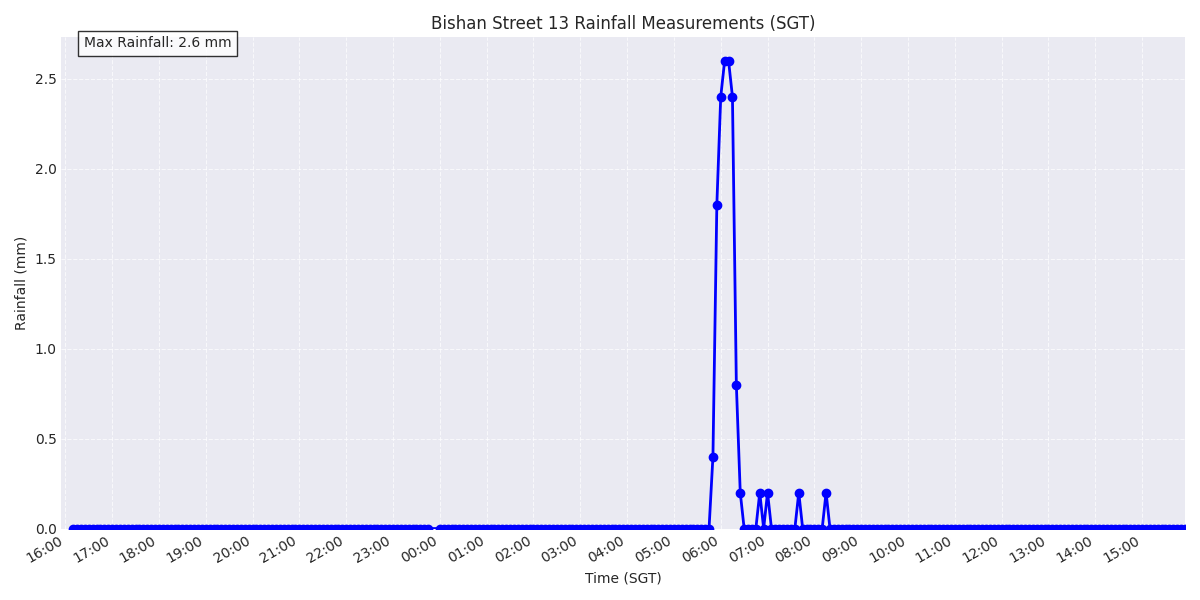 Bishan Street 13 Rainfall Measurements (SGT)
Max Rainfall: 2.6 mm
2.5
2.0
1.5
1.0
0.5
0.0
Rainfall (mm)
16:00 17:00 18:00 19:00 20:00 21:00 22:00 23:00 00:00 01:00 02:00 03:00 04:00 05:00 06:00 07:00 08:00 09:00 10:00 11:00 12:00 13:00 14:00 15:00
Time (SGT)